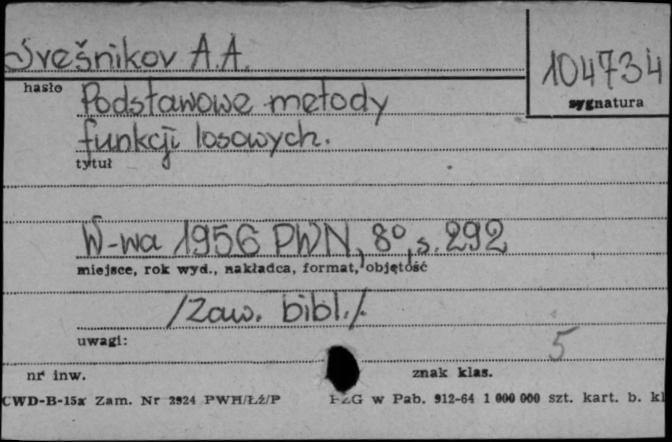 Svešnikov A.A.
104734
hasło
sygnatura
Podstawowe metody
funkcji losowych.
tytuł
W-wa 1956 PWN, 8°, s. 292
miejsce, rok wyd., nakładca, format, objętość
/Zaw. bibl./.
uwagi:
5
nr inw.
znak klas.
CWD-B-15a Zam. Nr 2924 PWH/Łź/P PZG w Pab. 912-64 1 000 000 szt. kart. b. kl